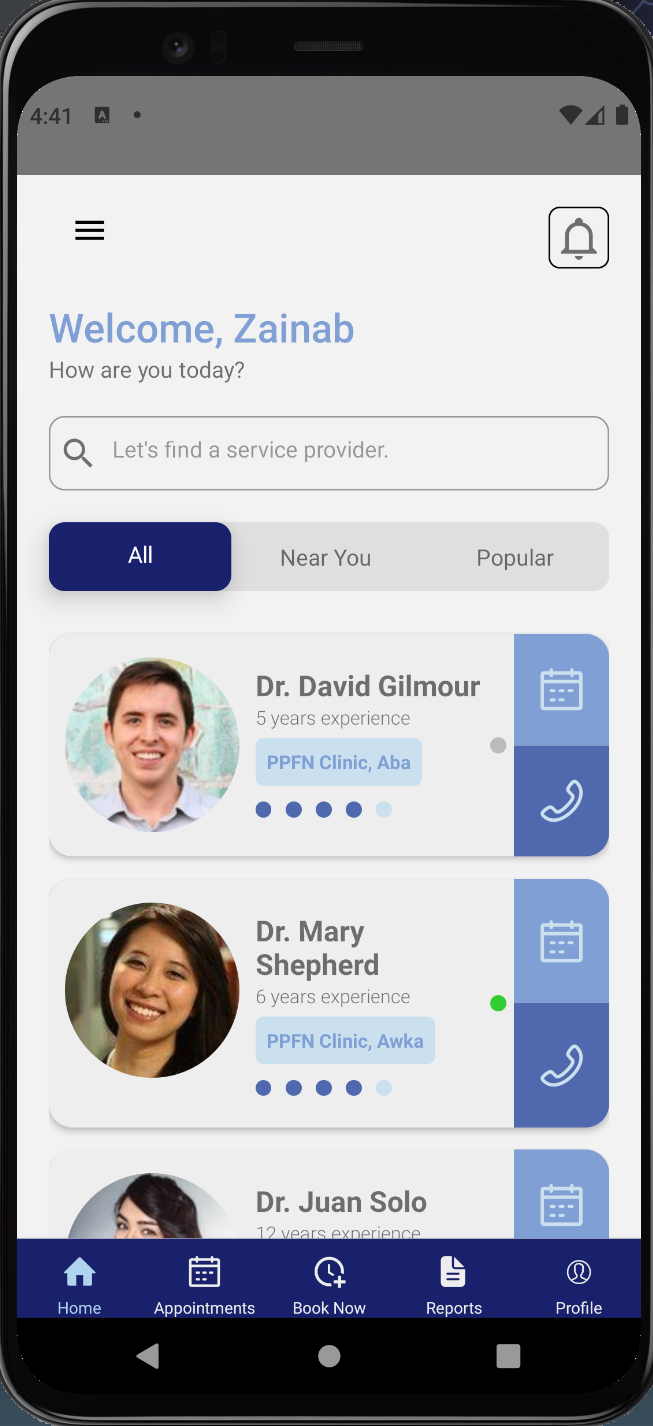 4:41
A
Welcome, Zainab
How are you today?
Let's find a service provider.
All
Near You
Popular
Dr. David Gilmour
5 years experience
PPFN Clinic, Aba
Dr. Mary
Shepherd
6 years experience
PPFN Clinic, Awka
Dr. Juan Solo
12 years experience
Home
Appointments
Book Now
Reports
Profile